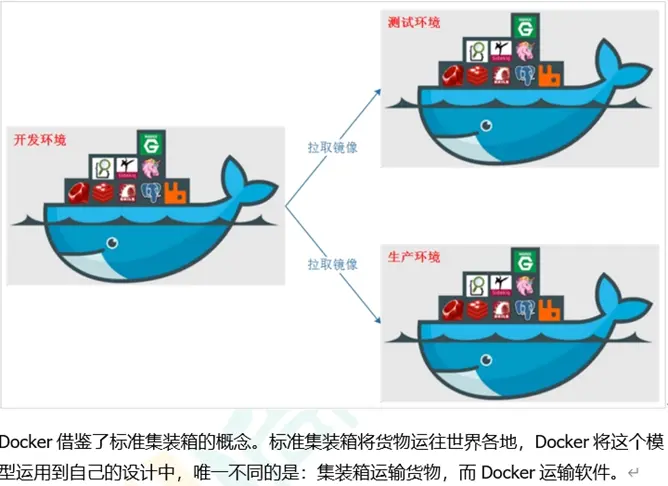 测试环境
开发环境
拉取镜像
拉取镜像
生产环境
Docker 借鉴了标准集装箱的概念。标准集装箱将货物运往世界各地，Docker 将这个模
型运用到自己的设计中，唯一不同的是：集装箱运输货物，而 Docker 运输软件。